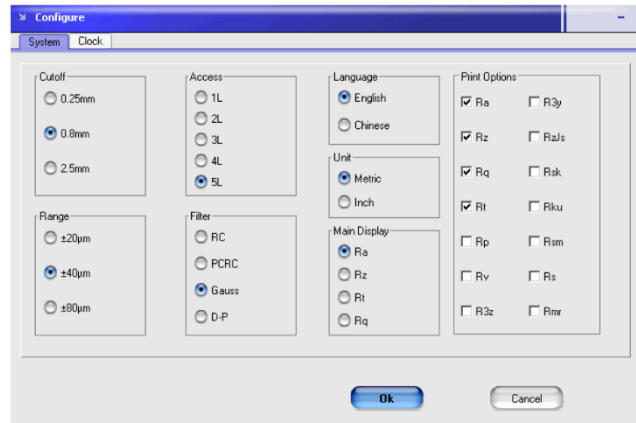 Configure
System Clock
Cutoff
0.25mm
0.8mm
2.5mm
Range
±20μm
±40μm
±80μm
Access
1L
2L
3L
4L
5L
Filter
RC
PCRC
Gauss
D-P
Language
English
Chinese
Unit
Metric
Inch
Main Display
Ra
Rz
Rt
Rq
Print Options
Ra R3y
Rz RzJs
Rq Rsk
Rt Rku
Rp Rsm
Rv Rs
R3z Rmr
Ok Cancel